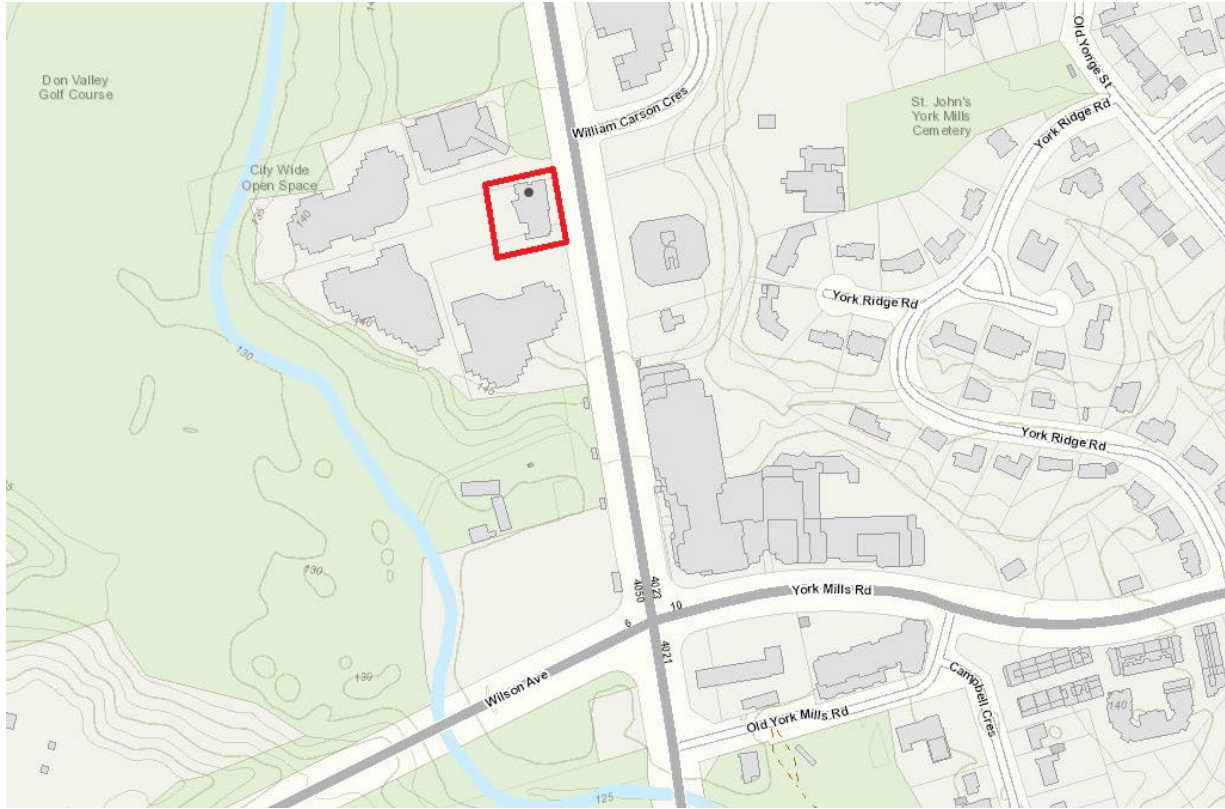 Don Valley
Golf Course
City Wide
Open Space
135
140
William Carson Cres
Old Yonge St
St. John's
York Mills
Cemetery
York Ridge Rd
York Ridge Rd
York Ridge Rd
140
145
130
130
130
4023
4050
6
10
4021
York Mills Rd
Wilson Ave
Old York Mills Rd
Campbell Cres
140
125